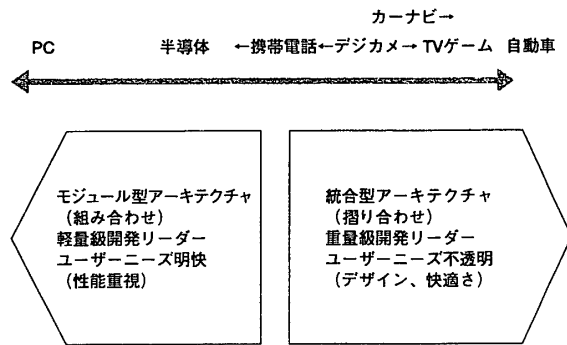 カーナビ→
PC 半導体 ←携帯電話←デジカメ→ TVゲーム 自動車
モジュール型アーキテクチャ
(組み合わせ)
軽量級開発リーダー
ユーザーニーズ明快
(性能重視)
統合型アーキテクチャ
(摺り合わせ)
重量級開発リーダー
ユーザーニーズ不透明
(デザイン、快適さ)